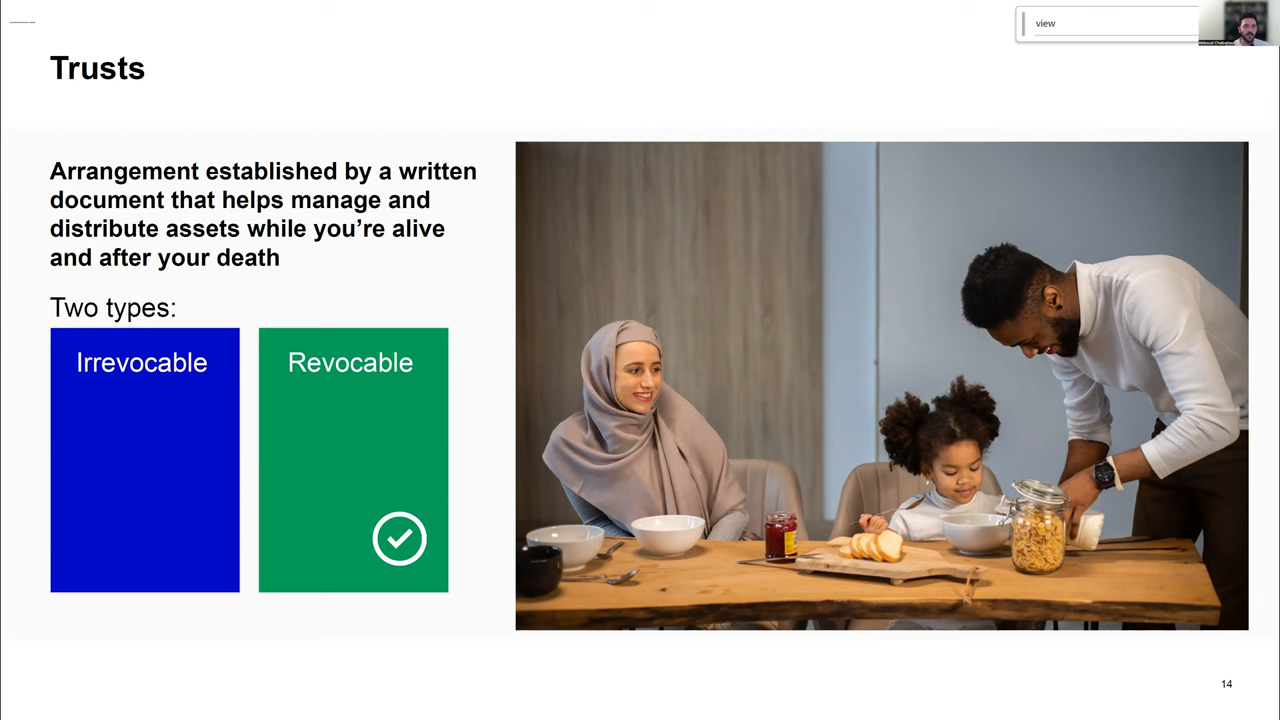 view
Trusts
Arrangement established by a written
document that helps manage and
distribute assets while you’re alive
and after your death
Two types:
Irrevocable
Revocable
14